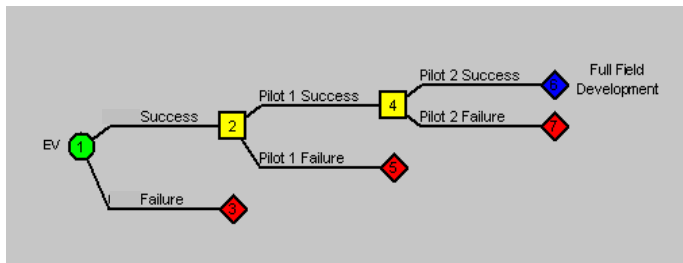 Pilot 2 Success
6
Full Field
Development
Pilot 1 Success
4
Success
Pilot 2 Failure
7
EV
1
2
Pilot 1 Failure
5
Failure
3